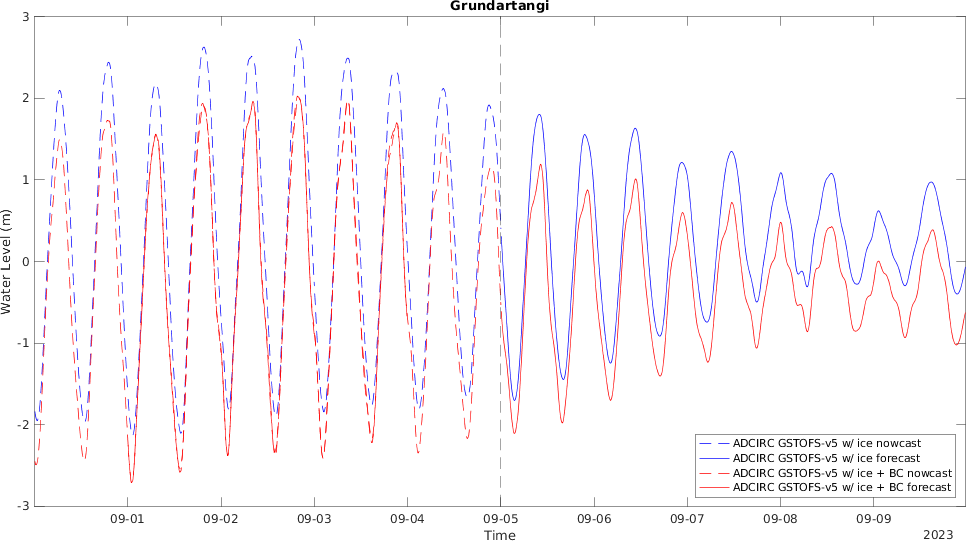 Grundartangi
3
2
1
0
-1
-2
-3
Water Level (m)
ADCIRC GSTOFS-v5 w/ ice nowcast
ADCIRC GSTOFS-v5 w/ ice forecast
ADCIRC GSTOFS-v5 w/ ice + BC nowcast
ADCIRC GSTOFS-v5 w/ ice + BC forecast
09-01 09-02 09-03 09-04 09-05 09-06 09-07 09-08 09-09
Time
2023